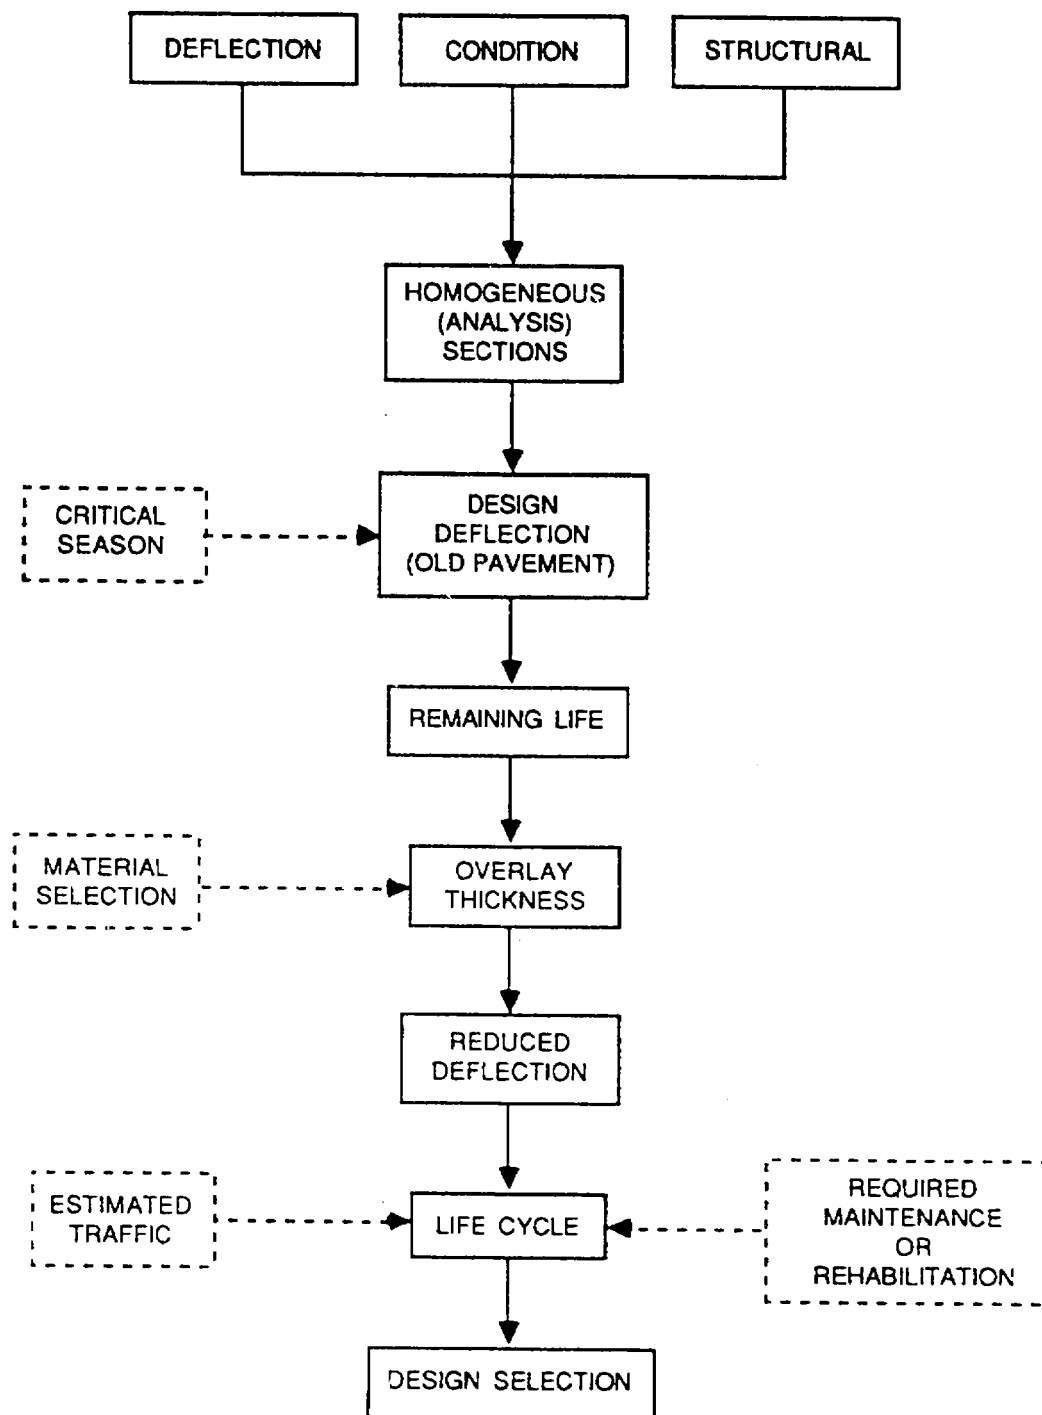 DEFLECTION
CONDITION
STRUCTURAL
HOMOGENEOUS
(ANALYSIS)
SECTIONS
CRITICAL
SEASON
DESIGN
DEFLECTION
(OLD PAVEMENT)
REMAINING LIFE
MATERIAL
SELECTION
OVERLAY
THICKNESS
REDUCED
DEFLECTION
ESTIMATED
TRAFFIC
LIFE CYCLE
REQUIRED
MAINTENANCE
OR
REHABILITATION
DESIGN SELECTION